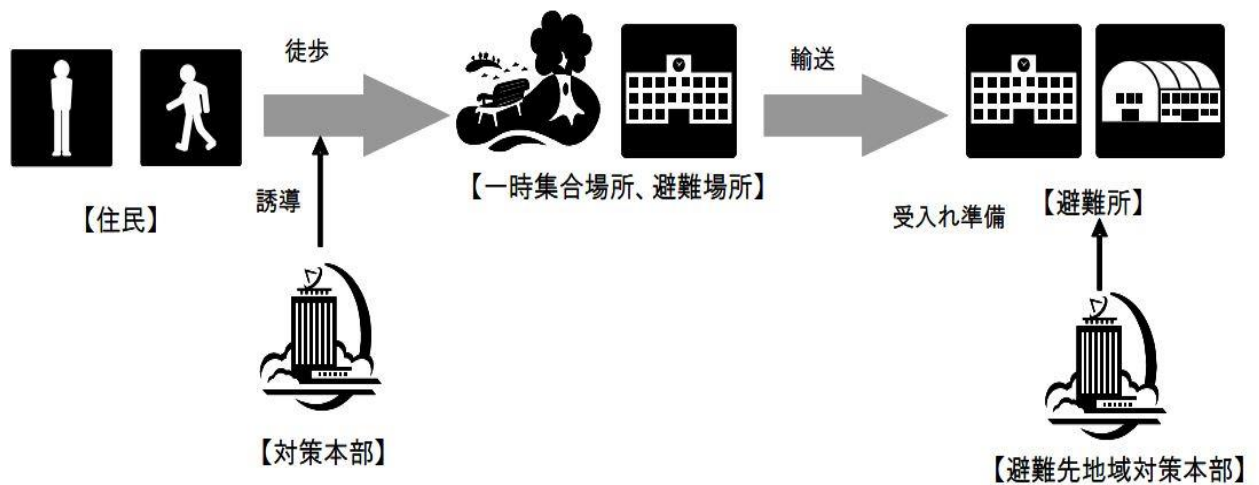 徒歩
輸送
【一時集合場所、避難場所】
誘導
【住民】
受入れ準備
【避難所】
【対策本部】
【避難先地域対策本部】